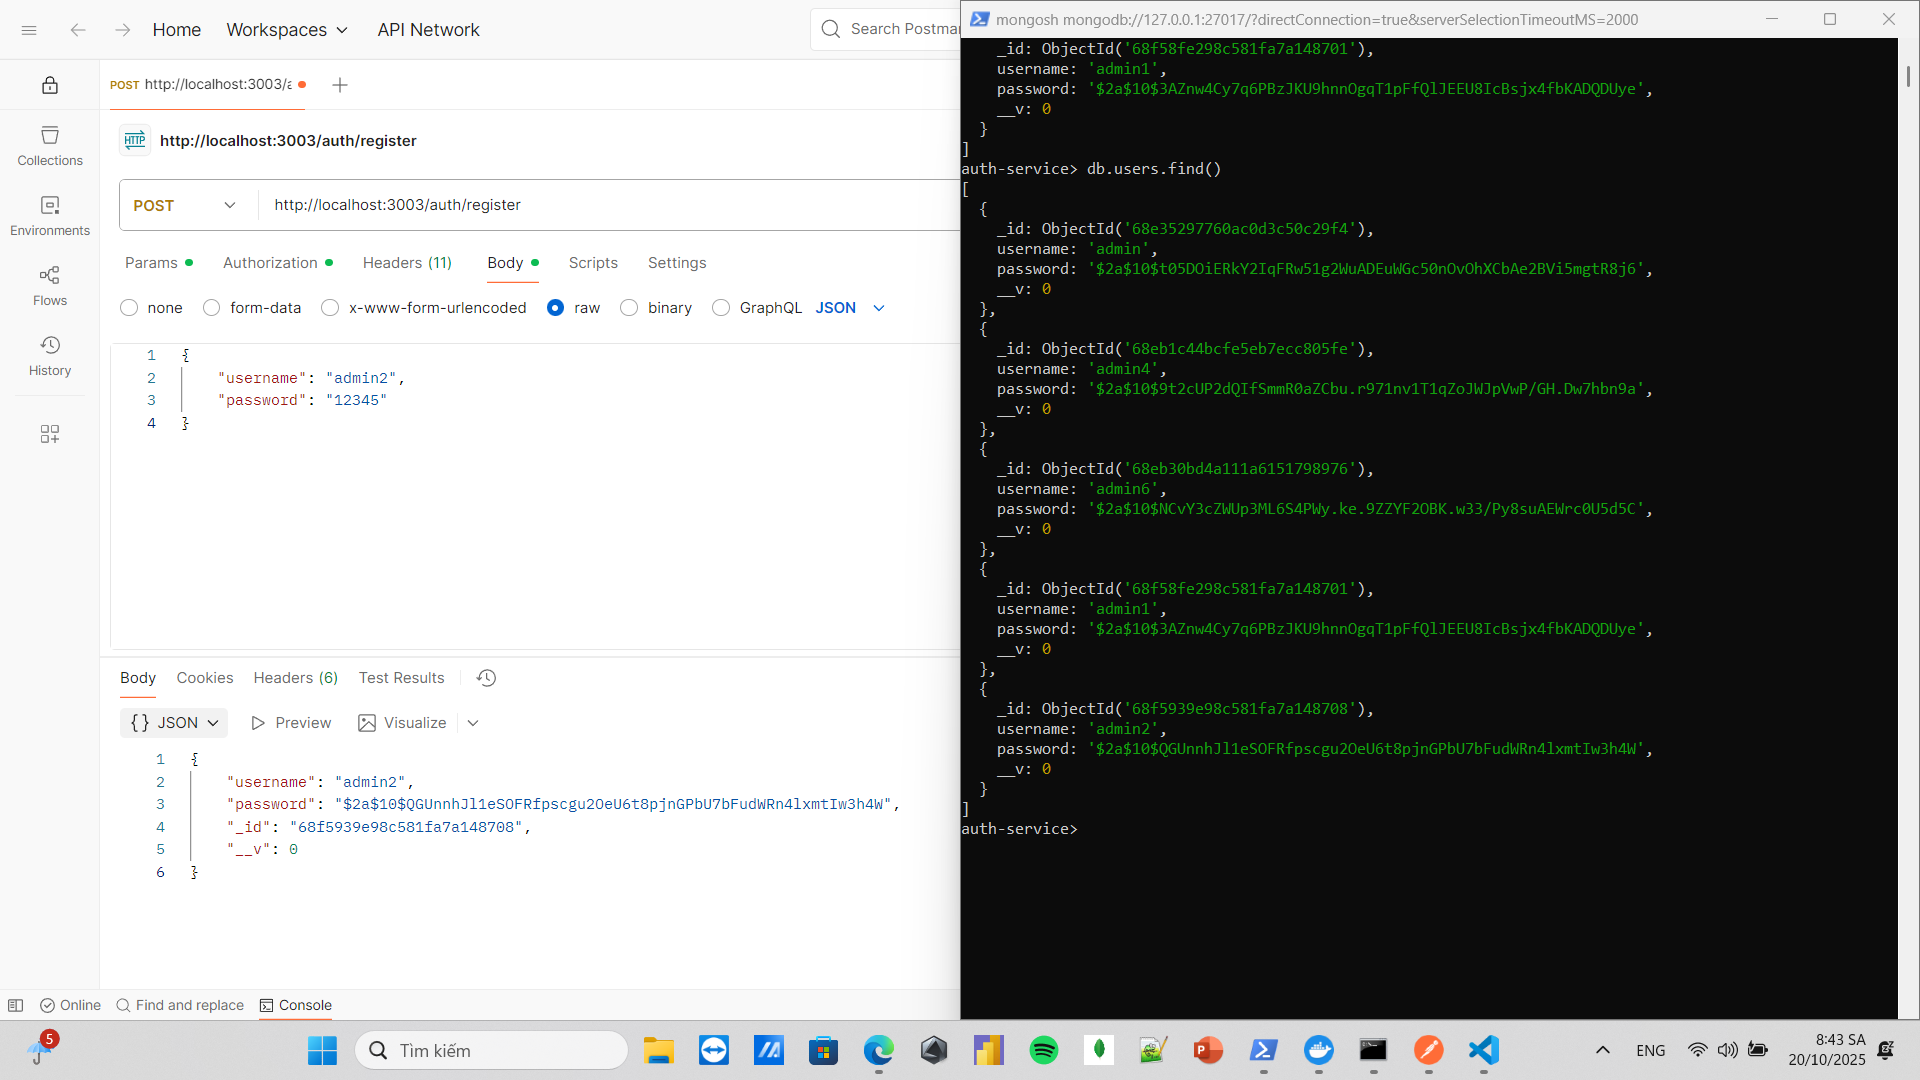 Home
Workspaces
API Network
Search Postma
POST http://localhost:3003/a
Collections
Environments
Flows
History
HTTP
http://localhost:3003/auth/register
POST
http://localhost:3003/auth/register
Params
Authorization
Headers (11)
Body
Scripts
Settings
none
form-data
x-www-form-urlencoded
raw
binary
GraphQL
JSON
1 {
2 "username": "admin2",
3 "password": "12345"
4 }
Body
Cookies
Headers (6)
Test Results
{} JSON
Preview
Visualize
1 {
2 "username": "admin2",
3 "password": "$2a$10$QGUnnhJl1eSOFRfpscgu2OeU6t8pjnGPbU7bFudWRn4lxmtIw3h4W",
4 "_id": "68f5939e98c581fa7a148708",
5 "__v": 0
6 }
Online
Find and replace
Console
mongosh mongodb://127.0.0.1:27017/?directConnection=true&serverSelectionTimeoutMS=2000
_id: ObjectId('68f58fe298c581fa7a148701'),
username: 'admin1',
password: '$2a$10$3AZnw4Cy7q6PBzJKU9hnnOgqT1pFfQlJEEU8IcBsjx4fbKADQDUye',
__v: 0
}
]
auth-service> db.users.find()
[
{
_id: ObjectId('68e35297760ac0d3c50c29f4'),
username: 'admin',
password: '$2a$10$t05DOiERkY2IqFRw51g2WuADEuWGc50nOvOhXCbAe2BVi5mgtR8j6',
__v: 0
},
{
_id: ObjectId('68eb1c44bcfe5eb7ecc805fe'),
username: 'admin4',
password: '$2a$10$9t2cUP2dQIfSmmR0aZCbu.r971nv1T1qZoJWJpVwP/GH.Dw7hbn9a',
__v: 0
},
{
_id: ObjectId('68eb30bd4a111a6151798976'),
username: 'admin6',
password: '$2a$10$NCvY3cZWUp3ML6S4PWy.ke.9ZZYF2OBK.w33/Py8suAEWrc0U5d5C',
__v: 0
},
{
_id: ObjectId('68f58fe298c581fa7a148701'),
username: 'admin1',
password: '$2a$10$3AZnw4Cy7q6PBzJKU9hnnOgqT1pFfQlJEEU8IcBsjx4fbKADQDUye',
__v: 0
},
{
_id: ObjectId('68f5939e98c581fa7a148708'),
username: 'admin2',
password: '$2a$10$QGUnnhJl1eSOFRfpscgu2OeU6t8pjnGPbU7bFudWRn4lxmtIw3h4W',
__v: 0
}
]
auth-service>
5
Tìm kiếm
ENG
8:43 SA
20/10/2025